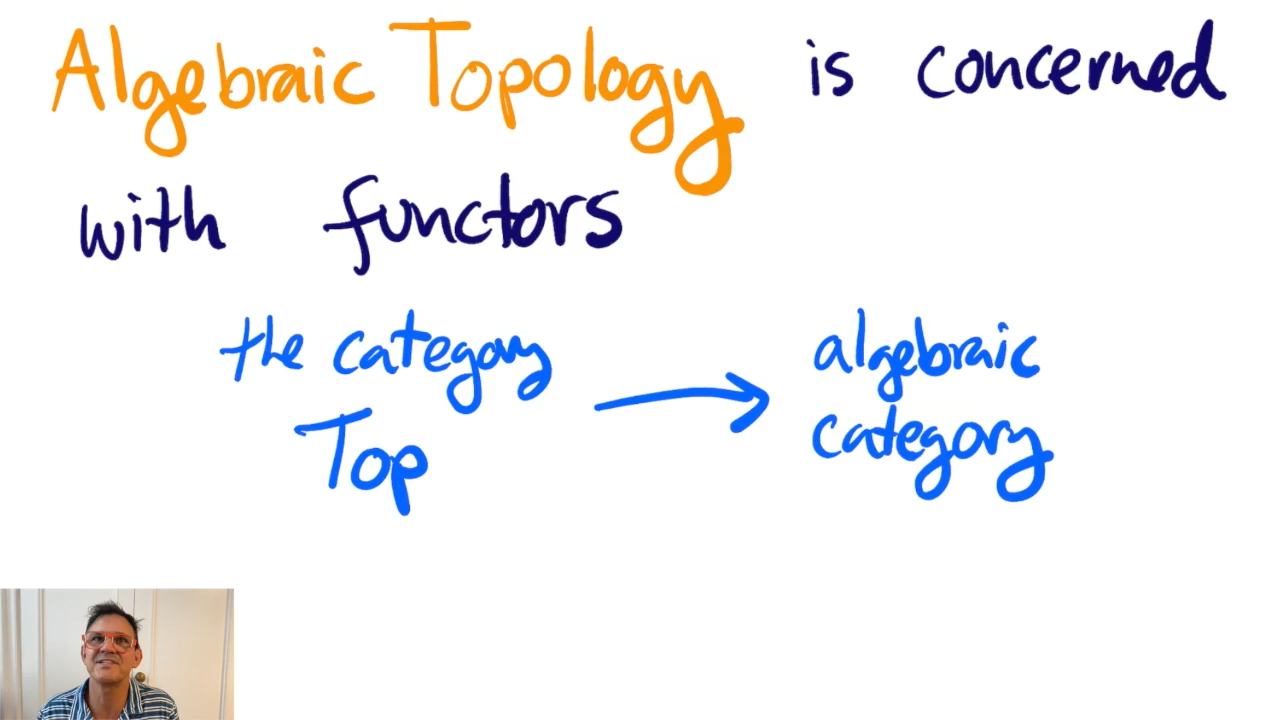 Algebraic Topology is concerned
with functors
the category
Top
algebraic
category